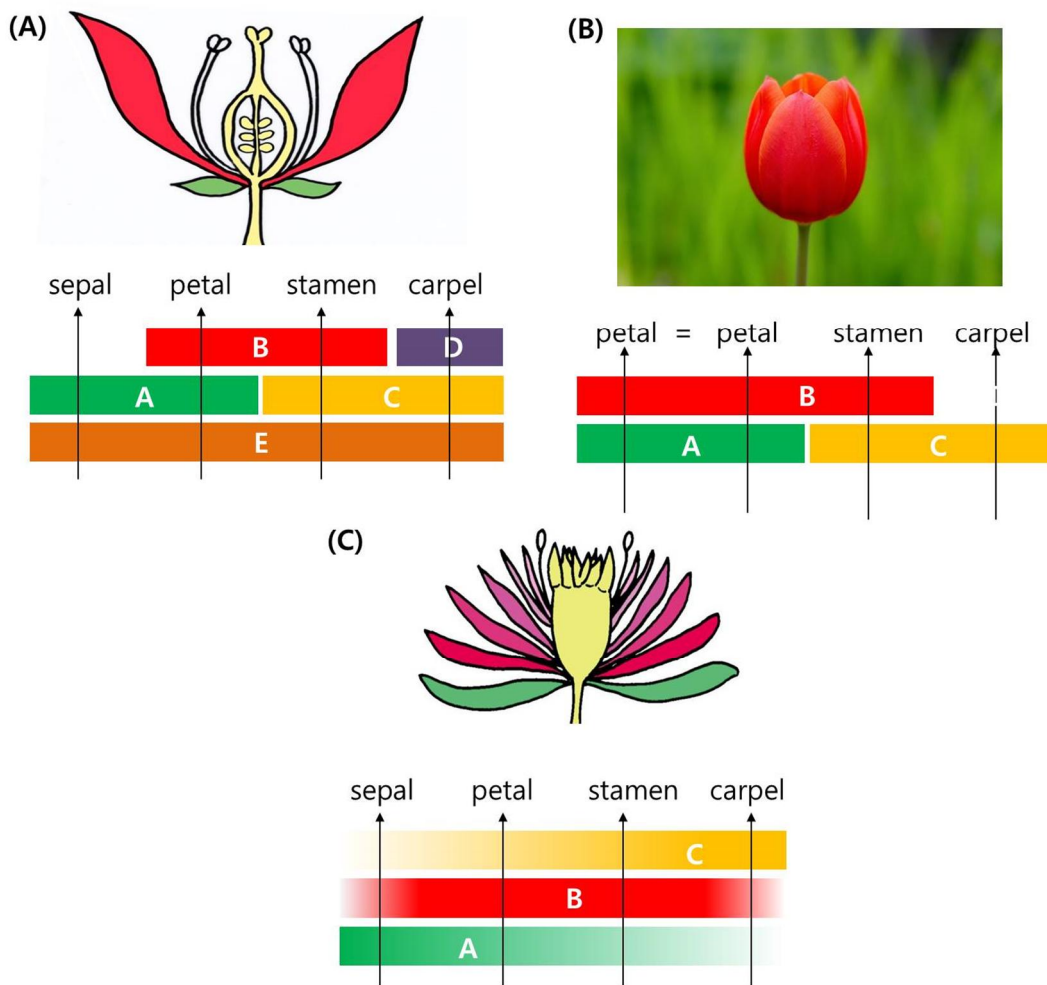 (A)
sepal petal stamen carpel
B D
A C
E
(B)
petal = petal stamen carpel
B
A C
(C)
sepal petal stamen carpel
C
B
A